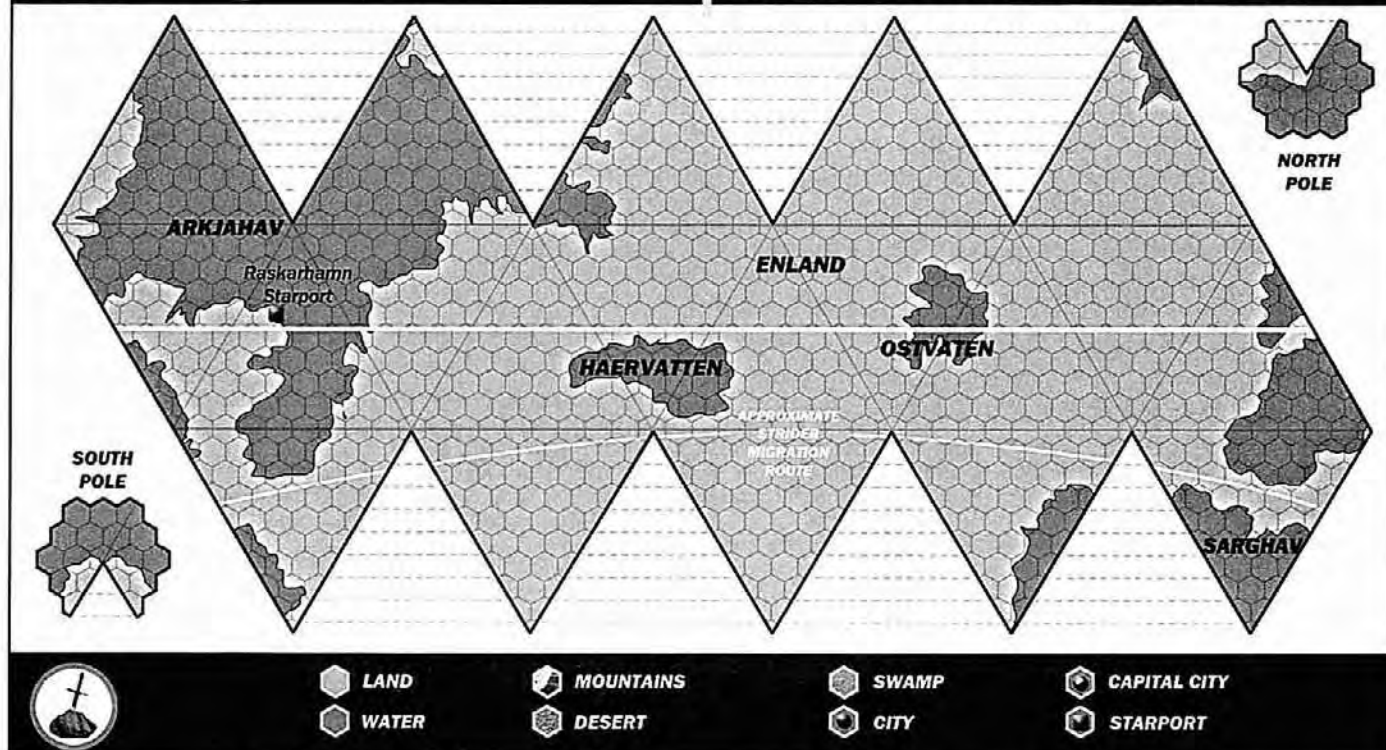 NORTH
POLE
ARKJAHAV
Raskarhamn
Starport
ENLAND
HAERVATTEN
OSTVATEN
APPROXIMATE
STRIDER
MIGRATION
ROUTE
SOUTH
POLE
SARGHAV
LAND
MOUNTAINS
SWAMP
CAPITAL CITY
WATER
DESERT
CITY
STARPORT